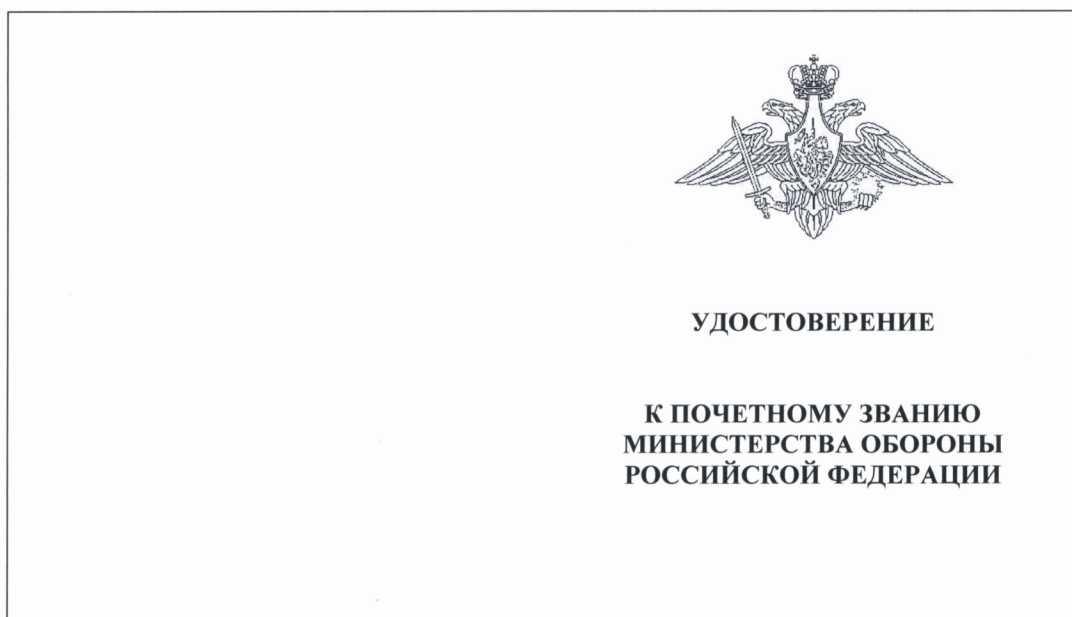 УДОСТОВЕРЕНИЕ
К ПОЧЕТНОМУ ЗВАНИЮ
МИНИСТЕРСТВА ОБОРОНЫ
РОССИЙСКОЙ ФЕДЕРАЦИИ